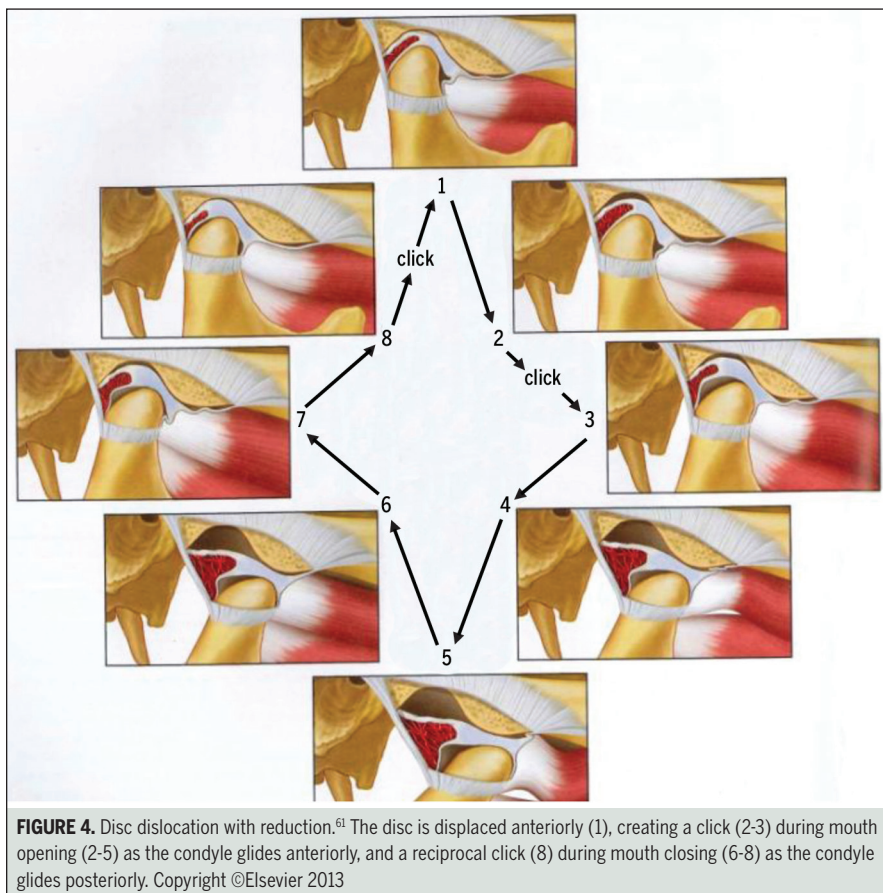 1
click
8
2
click
7
3
6
4
5
FIGURE 4. Disc dislocation with reduction.⁶¹ The disc is displaced anteriorly (1), creating a click (2-3) during mouth
opening (2-5) as the condyle glides anteriorly, and a reciprocal click (8) during mouth closing (6-8) as the condyle
glides posteriorly. Copyright ©Elsevier 2013